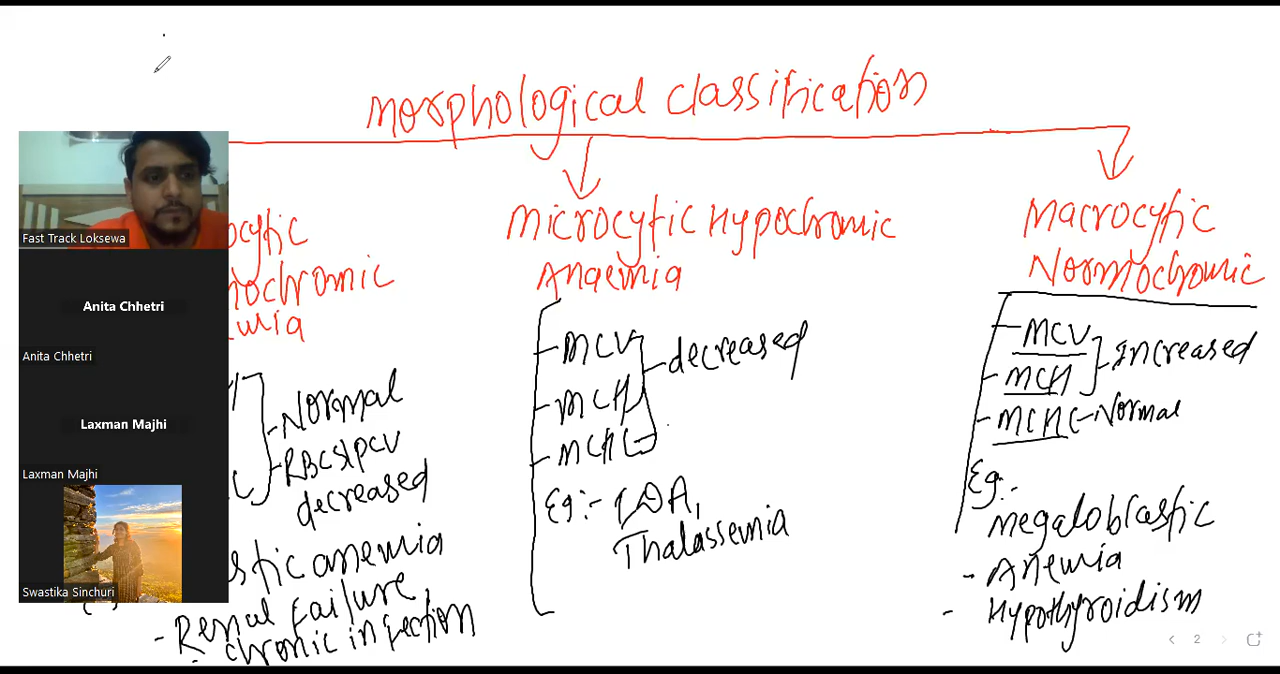 morphological classification
Fast Track Loksewa
Anita Chhetri
Anita Chhetri
Laxman Majhi
Laxman Majhi
Swastika Sinchuri
ocytic
ochromic
mia
Normal
RBCs/PCV
decreased
stic anemia
- Renal failure,
- chronic infection
Microcytic Hypochromic
Anaemia
- MCV
- MCH
- MCHC
decreased
Eg:- IDA,
Thalassemia
Macrocytic
Normochromic
- MCV
- MCH
Increased
- MCHC - Normal
Eg:-
Megaloblastic
- Anemia
- Hypothyroidism
2